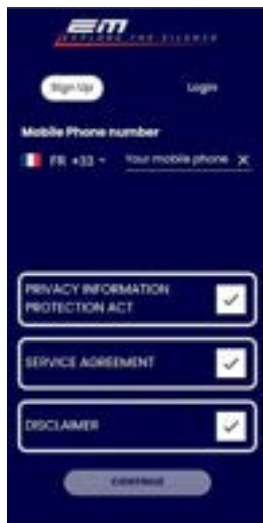 EM
EXPLORE THE SILENCE
Sign Up
Login
Mobile Phone number
FR +33
Your mobile phone
PRIVACY INFORMATION
PROTECTION ACT
SERVICE AGREEMENT
DISCLAIMER
CONTINUE